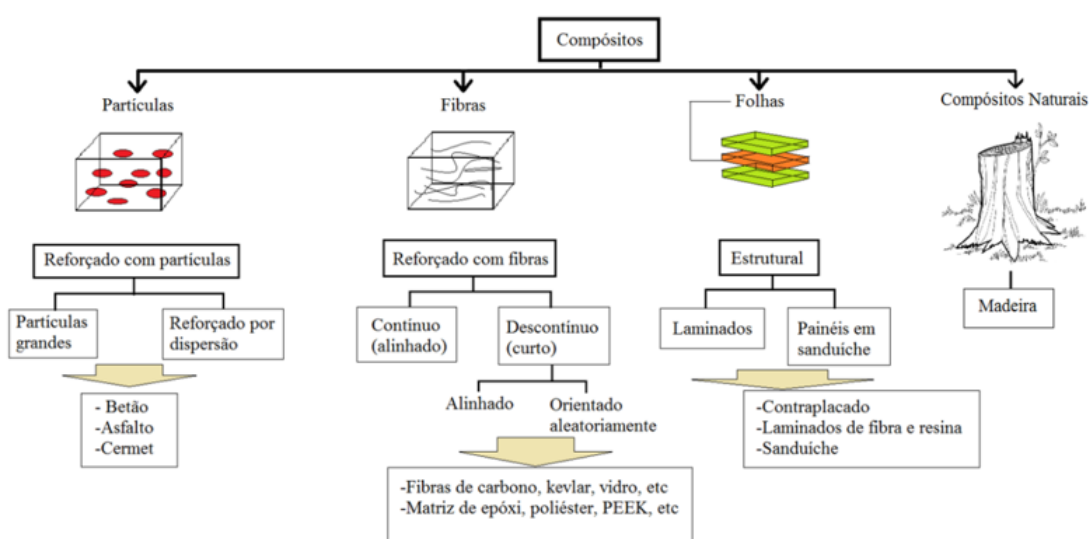 Compósitos
Partículas
Fibras
Folhas
Compósitos Naturais
Reforçado com partículas
Reforçado com fibras
Estrutural
Madeira
Partículas
grandes
Reforçado por
dispersão
Contínuo
(alinhado)
Descontínuo
(curto)
Laminados
Painéis em
sanduíche
Alinhado
Orientado
aleatoriamente
- Betão
-Asfalto
-Cermet
-Contraplacado
-Laminados de fibra e resina
-Sanduíche
-Fibras de carbono, kevlar, vidro, etc
-Matriz de epóxi, poliéster, PEEK, etc